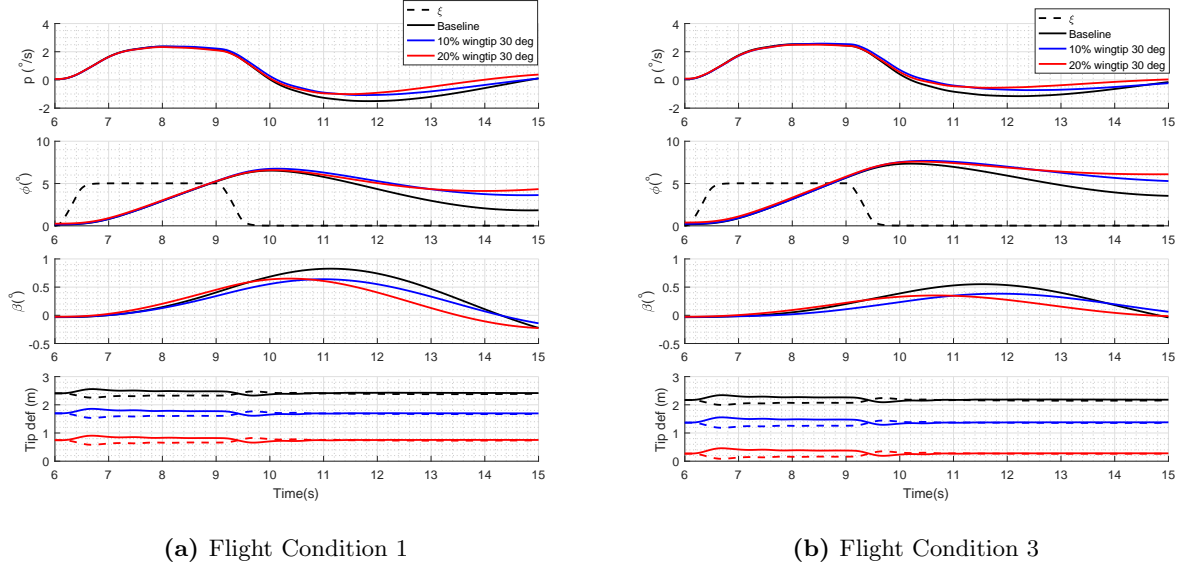 4
2
0
-2
p (°/s)
6 7 8 9 10 11 12 13 14 15
ξ
Baseline
10% wingtip 30 deg
20% wingtip 30 deg
10
5
0
ϕ(°)
6 7 8 9 10 11 12 13 14 15
1
0.5
0
-0.5
β(°)
6 7 8 9 10 11 12 13 14 15
3
2
1
0
Tip def (m)
6 7 8 9 10 11 12 13 14 15
Time(s)
(a) Flight Condition 1
4
2
0
-2
p (°/s)
6 7 8 9 10 11 12 13 14 15
ξ
Baseline
10% wingtip 30 deg
20% wingtip 30 deg
10
5
0
ϕ(°)
6 7 8 9 10 11 12 13 14 15
1
0.5
0
-0.5
β(°)
6 7 8 9 10 11 12 13 14 15
3
2
1
0
Tip def (m)
6 7 8 9 10 11 12 13 14 15
Time(s)
(b) Flight Condition 3